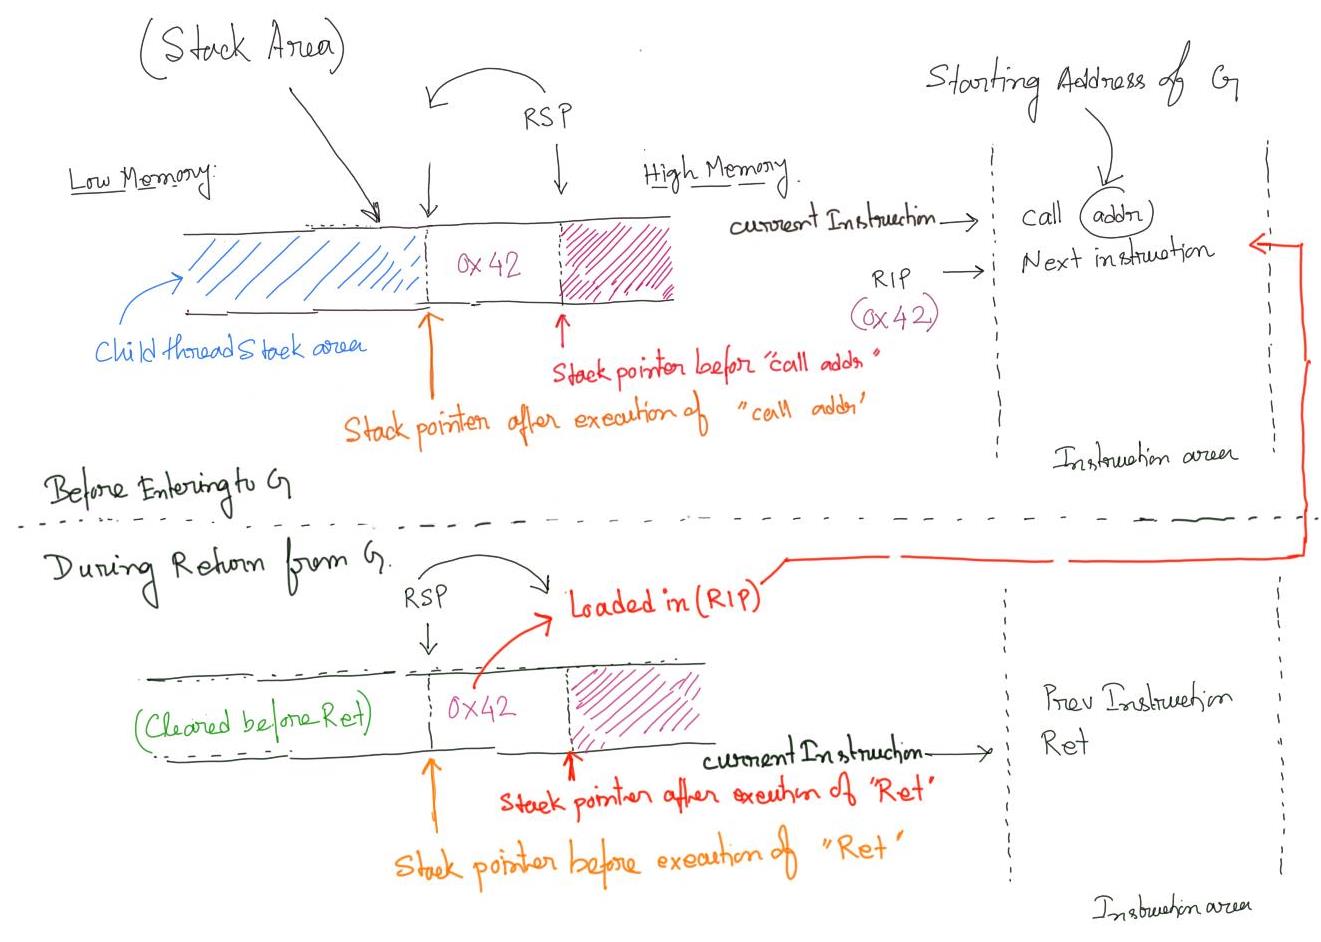 (Stack Area)
RSP
Starting Address of G
Low Memory:
High Memory.
current Instruction
call (addr)
Next instruction
0x42
RIP
(0x42)
Child thread Stack area
Stack pointer befor "call addr"
Stack pointer after execution of "call addr'
Instruction area
Before Entering to G
During Return from G.
RSP
Loaded in (RIP)
(Cleared before Ret)
0x42
Prev Instruction
Ret
current Instruction
Stack pointer after exeution of "Ret'
Stack pointer before execution of "Ret"
Instruction area